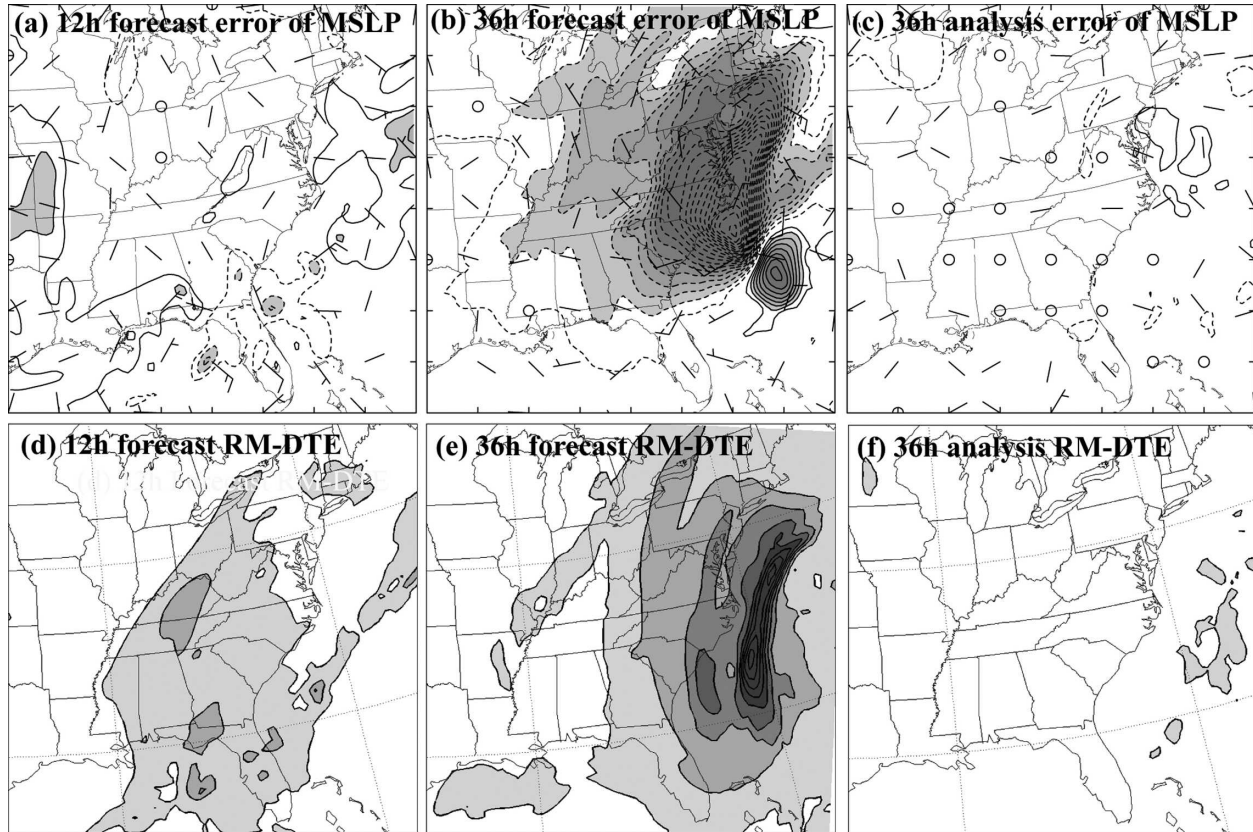 (a) 12h forecast error of MSLP
(b) 36h forecast error of MSLP
(c) 36h analysis error of MSLP
(d) 12h forecast RM-DTE
(e) 36h forecast RM-DTE
(f) 36h analysis RM-DTE